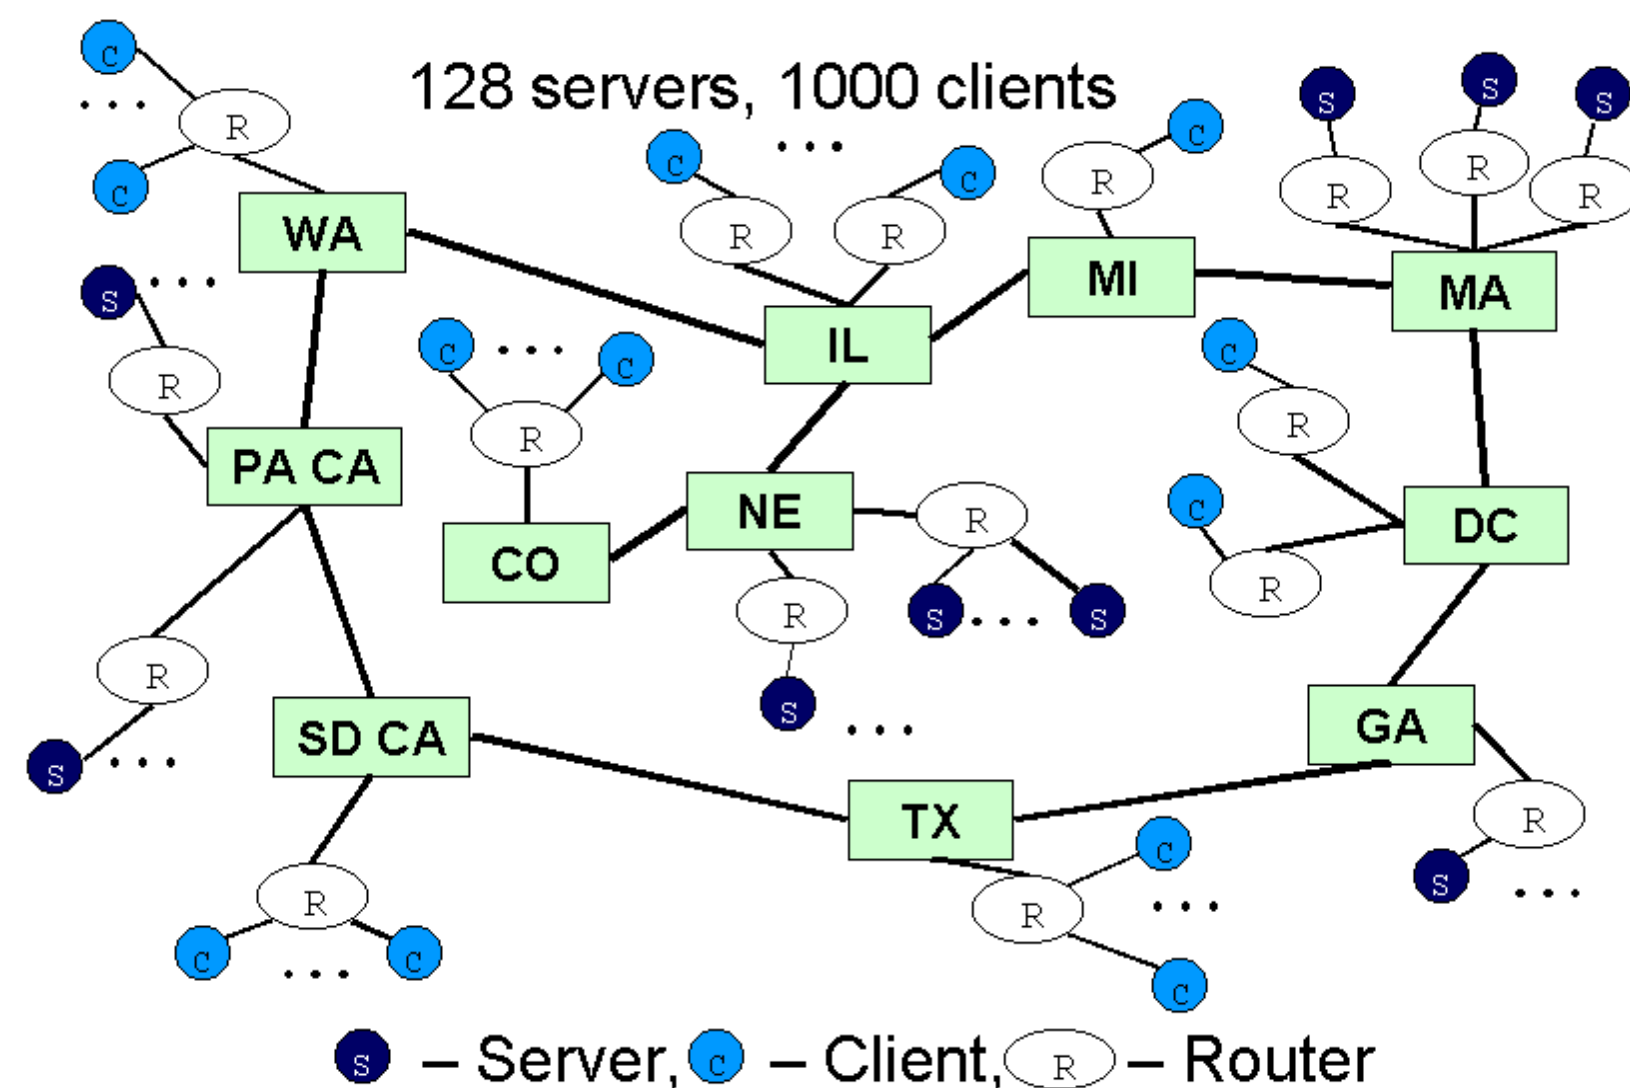 C
128 servers, 1000 clients
S
S
S
. . .
R
C
C
. . .
C
C
R
R
R
R
R
C
WA
R
R
MI
MA
S
. . .
IL
C
. . .
C
C
R
R
R
PA CA
NE
R
C
DC
CO
R
R
S
. . .
S
R
S
SD CA
. . .
GA
S
. . .
TX
R
C
S
. . .
R
R
. . .
C
. . .
C
C
S – Server, C – Client, R – Router